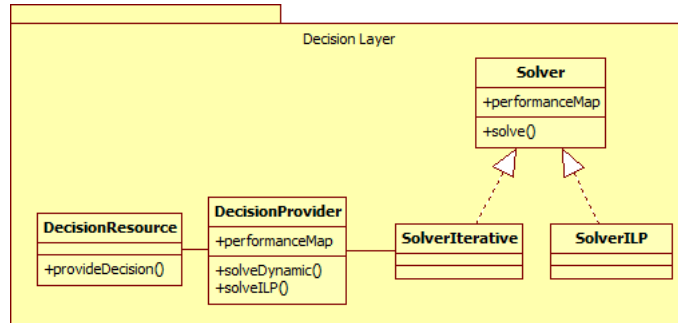 Decision Layer
Solver
+performanceMap
+solve()
DecisionResource
+provideDecision()
DecisionProvider
+performanceMap
+solveDynamic()
+solveILP()
SolverIterative
SolverILP